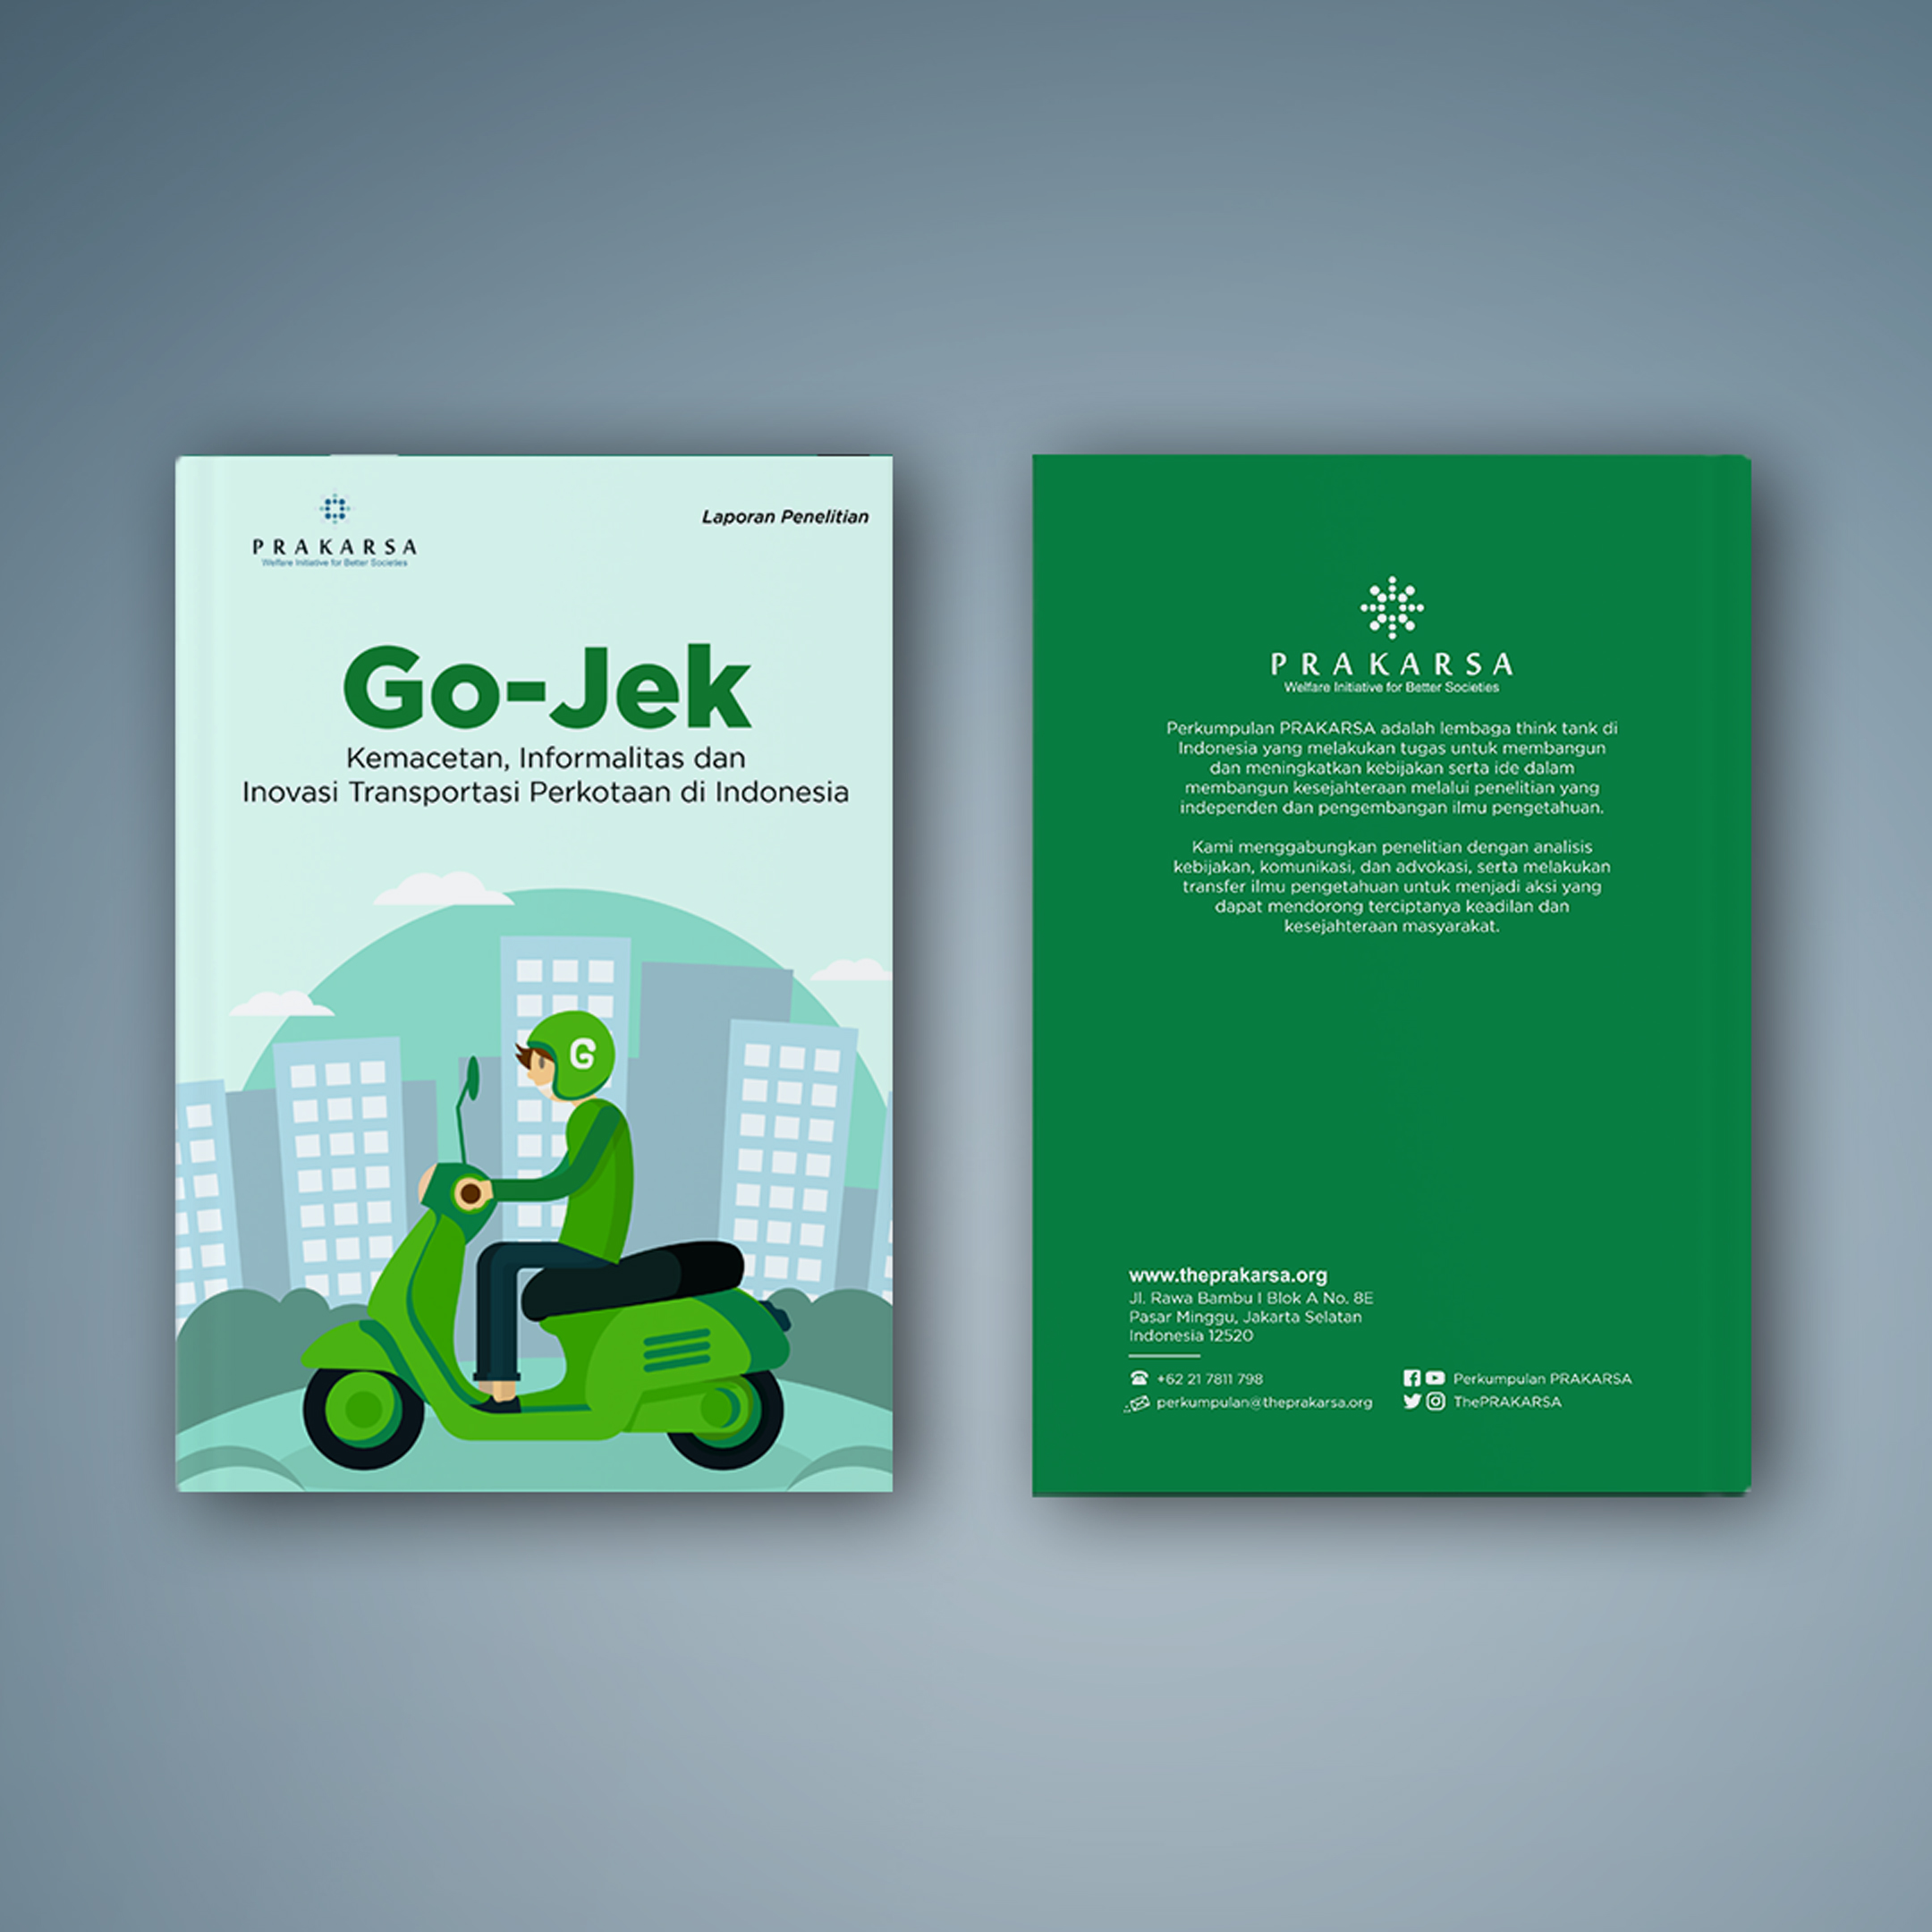 PRAKARSA
Welfare Initiative for Better Societies
Laporan Penelitian
Go-Jek
Kemacetan, Informalitas dan
Inovasi Transportasi Perkotaan di Indonesia
G
PRAKARSA
Welfare Initiative for Better Societies
Perkumpulan PRAKARSA adalah lembaga think tank di
Indonesia yang melakukan tugas untuk membangun
dan meningkatkan kebijakan serta ide dalam
membangun kesejahteraan melalui penelitian yang
independen dan pengembangan ilmu pengetahuan.
Kami menggabungkan penelitian dengan analisis
kebijakan, komunikasi, dan advokasi, serta melakukan
transfer ilmu pengetahuan untuk menjadi aksi yang
dapat mendorong terciptanya keadilan dan
kesejahteraan masyarakat.
www.theprakarsa.org
Jl. Rawa Bambu I Blok A No. 8E
Pasar Minggu, Jakarta Selatan
Indonesia 12520
+62 21 7811 798
perkumpulan@theprakarsa.org
Perkumpulan PRAKARSA
ThePRAKARSA